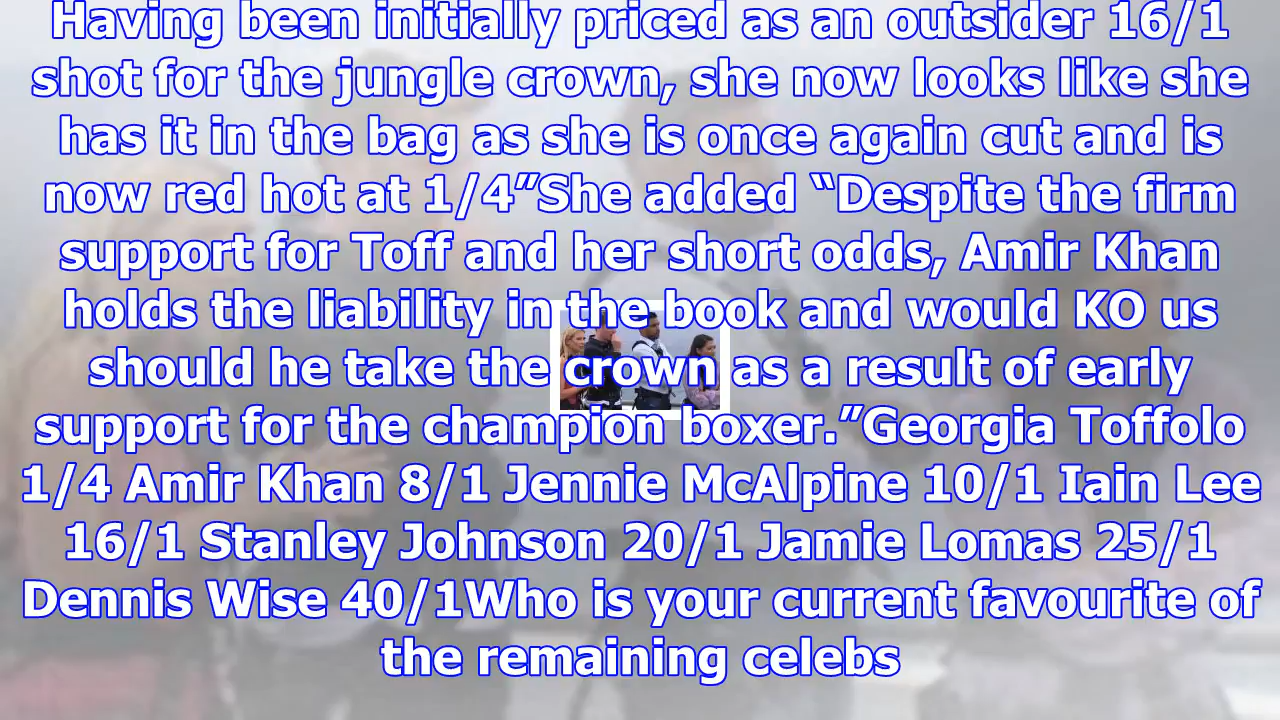 Having been initially priced as an outsider 16/1
shot for the jungle crown, she now looks like she
has it in the bag as she is once again cut and is
now red hot at 1/4”She added “Despite the firm
support for Toff and her short odds, Amir Khan
holds the liability in the book and would KO us
should he take the crown as a result of early
support for the champion boxer.”Georgia Toffolo
1/4 Amir Khan 8/1 Jennie McAlpine 10/1 Iain Lee
16/1 Stanley Johnson 20/1 Jamie Lomas 25/1
Dennis Wise 40/1Who is your current favourite of
the remaining celebs